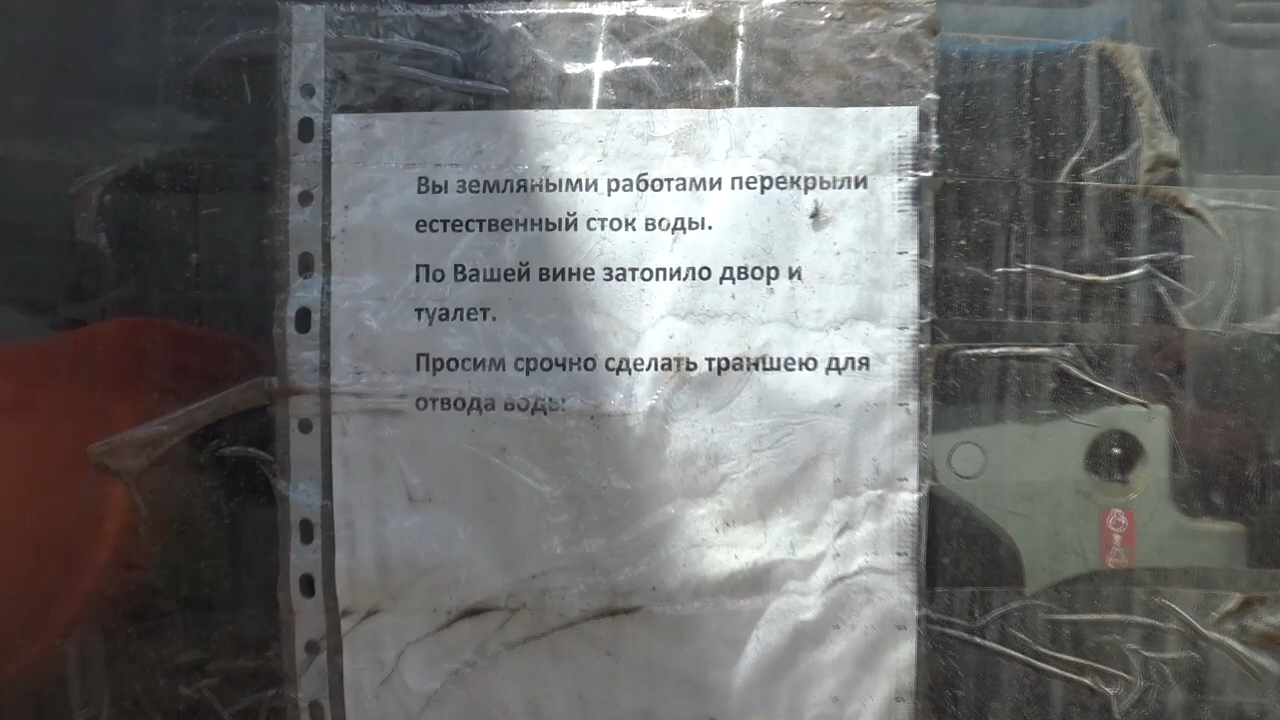 Вы земляными работами перекрыли
естественный сток воды.
По Вашей вине затопило двор и
туалет.
Просим срочно сделать траншею для
отвода воды